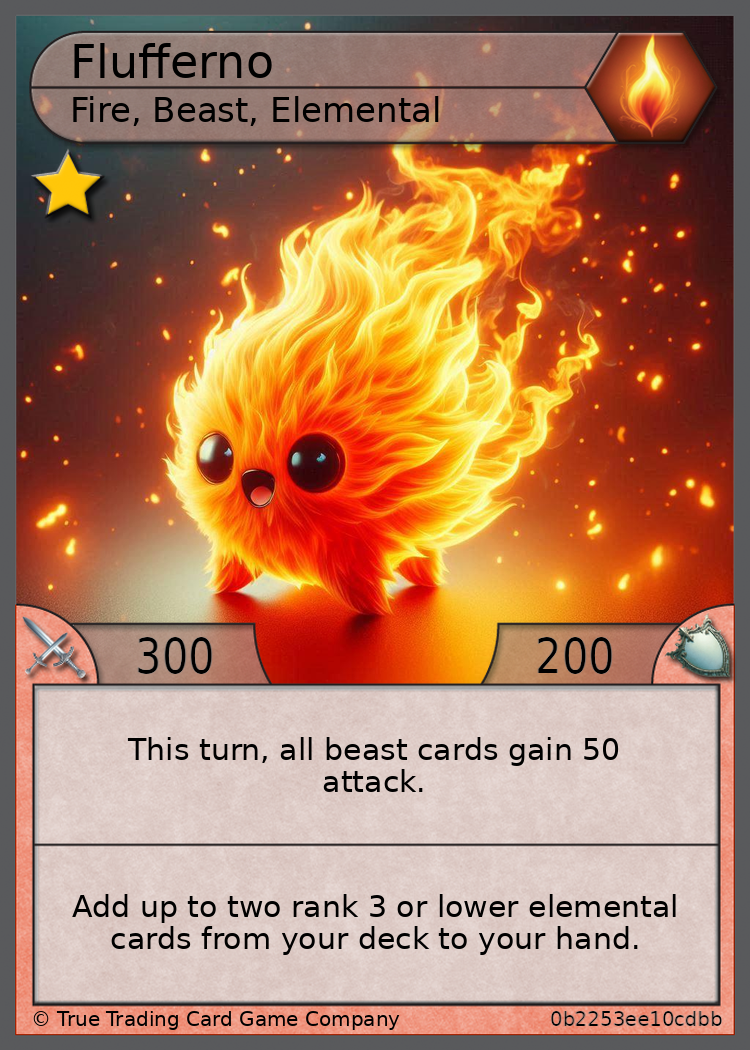 Flufferno
Fire, Beast, Elemental
300
200
This turn, all beast cards gain 50
attack.
Add up to two rank 3 or lower elemental
cards from your deck to your hand.
© True Trading Card Game Company
0b2253ee10cdbb